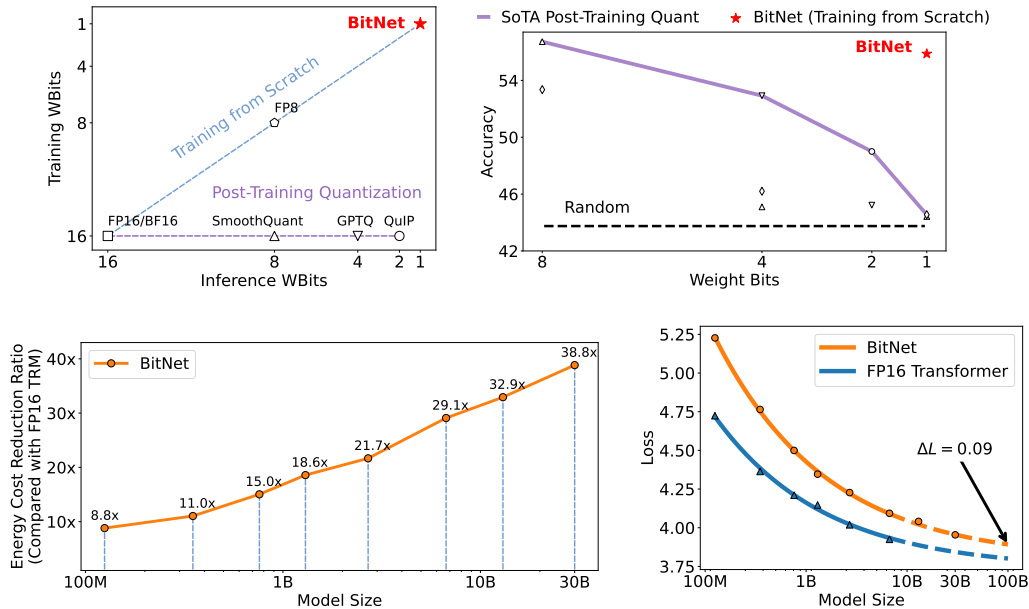 BitNet
1
4
8
16
Training WBits
Training from Scratch
FP8
Post-Training Quantization
FP16/BF16
SmoothQuant
GPTQ
QuIP
16
8
4
2
1
Inference WBits
SoTA Post-Training Quant
BitNet (Training from Scratch)
BitNet
54
50
46
42
Accuracy
Random
8
4
2
1
Weight Bits
Energy Cost Reduction Ratio
(Compared with FP16 TRM)
40x
30x
20x
10x
BitNet
8.8x
11.0x
15.0x
18.6x
21.7x
29.1x
32.9x
38.8x
100M
1B
10B
30B
Model Size
5.25
5.00
4.75
4.50
4.25
4.00
3.75
Loss
BitNet
FP16 Transformer
ΔL = 0.09
100M
1B
10B
30B
100B
Model Size